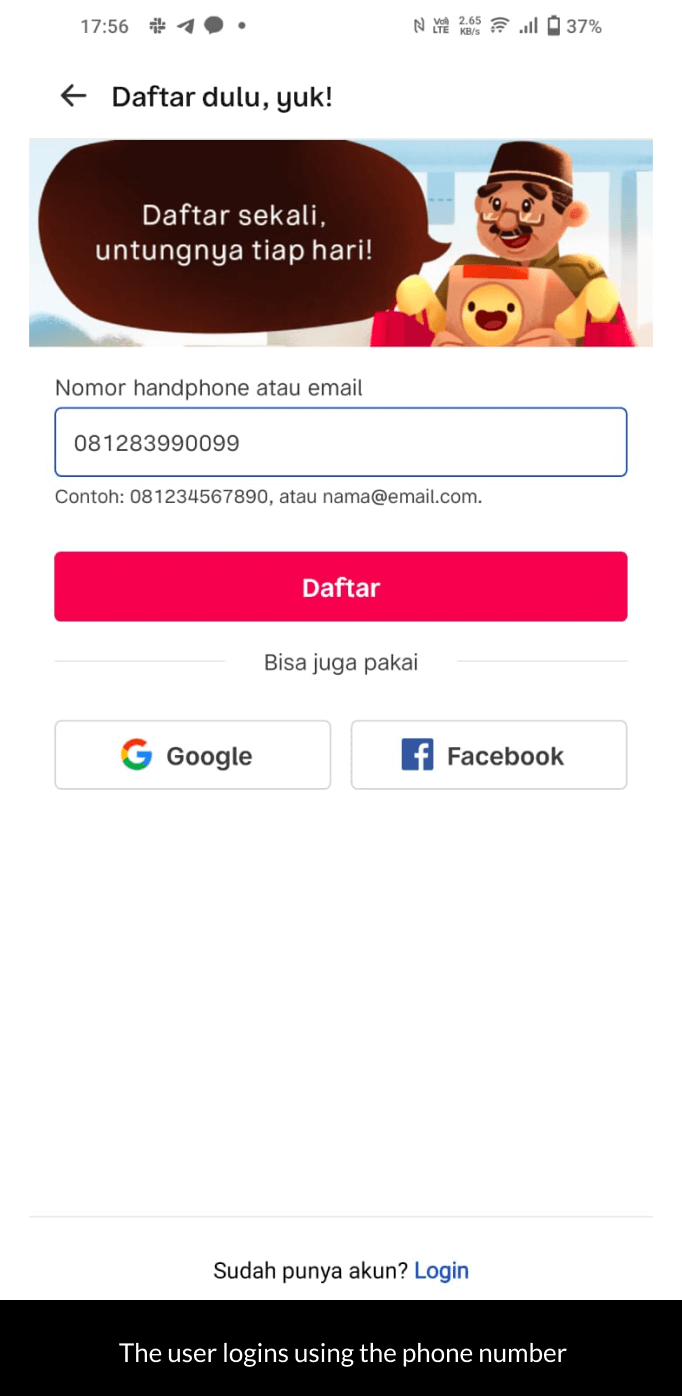 17:56 Vo) LTE 2.65 KB/s 37%
Daftar dulu, yuk!
Daftar sekali,
untungnya tiap hari!
Nomor handphone atau email
081283990099
Contoh: 081234567890, atau nama@email.com.
Daftar
Bisa juga pakai
Google Facebook
Sudah punya akun? Login
The user logins using the phone number